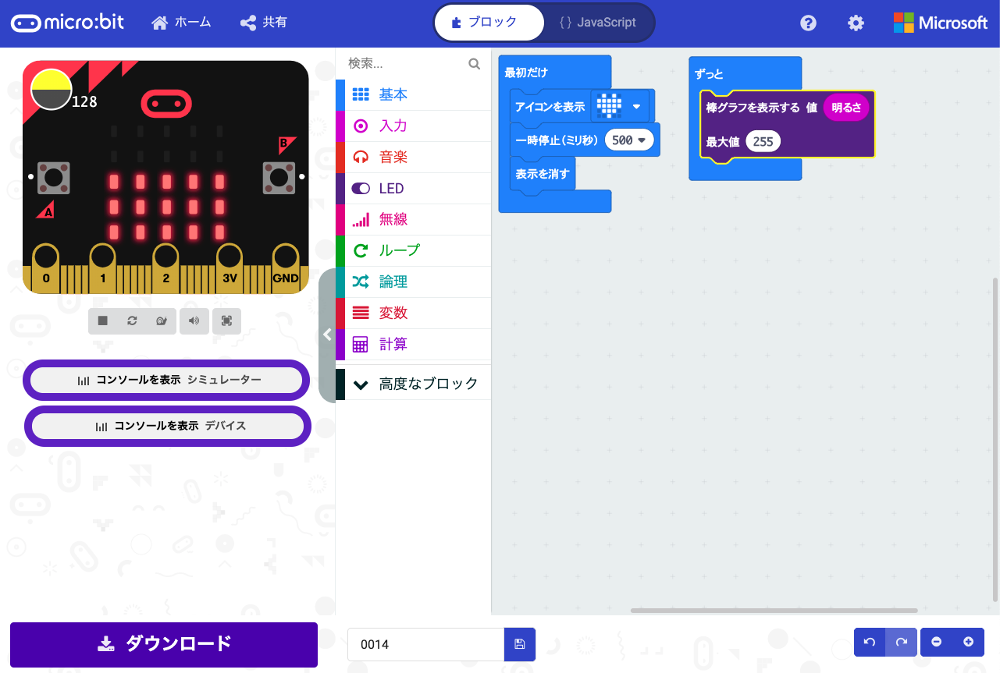 micro:bit ホーム 共有 ブロック { } JavaScript ? Microsoft
128
B
A
0 1 2 3V GND
コンソールを表示 シミュレーター
コンソールを表示 デバイス
ダウンロード
検索...
基本
入力
音楽
LED
無線
ループ
論理
変数
計算
高度なブロック
最初だけ
アイコンを表示
一時停止(ミリ秒) 500
表示を消す
ずっと
棒グラフを表示する 値 明るさ
最大値 255
0014